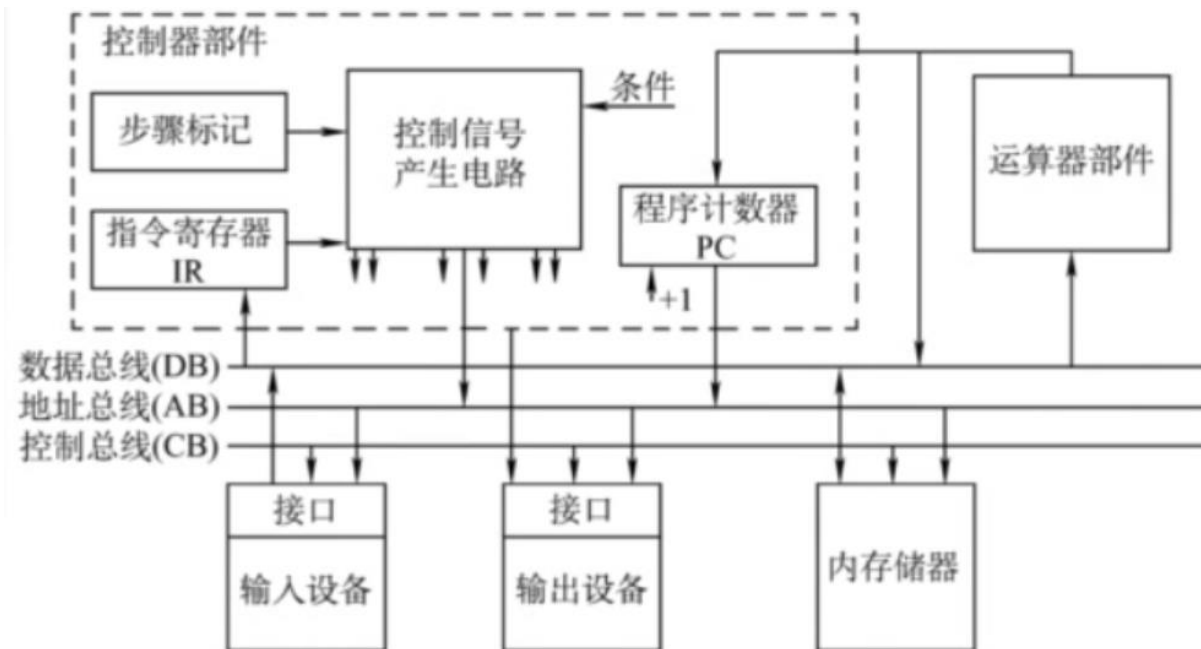 控制器部件
步骤标记
控制信号
产生电路
条件
运算器部件
指令寄存器
IR
程序计数器
PC
+1
数据总线(DB)
地址总线(AB)
控制总线(CB)
接口
输入设备
接口
输出设备
内存储器